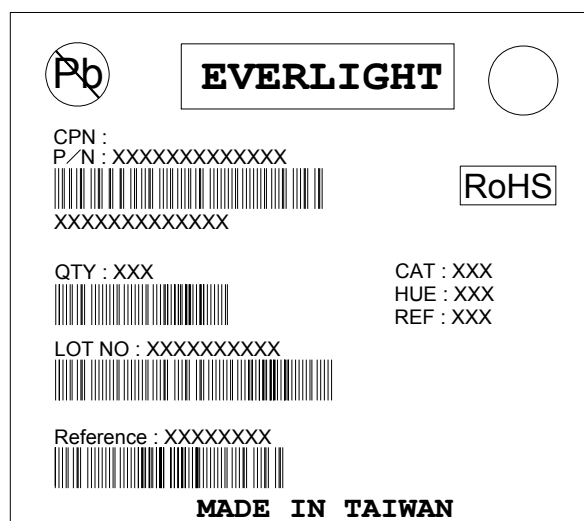 Pb
EVERLIGHT
CPN :
P/N : XXXXXXXXXXXXX
RoHS
XXXXXXXXXXXXX
QTY : XXX
CAT : XXX
HUE : XXX
REF : XXX
LOT NO : XXXXXXXXXX
Reference : XXXXXXXX
MADE IN TAIWAN